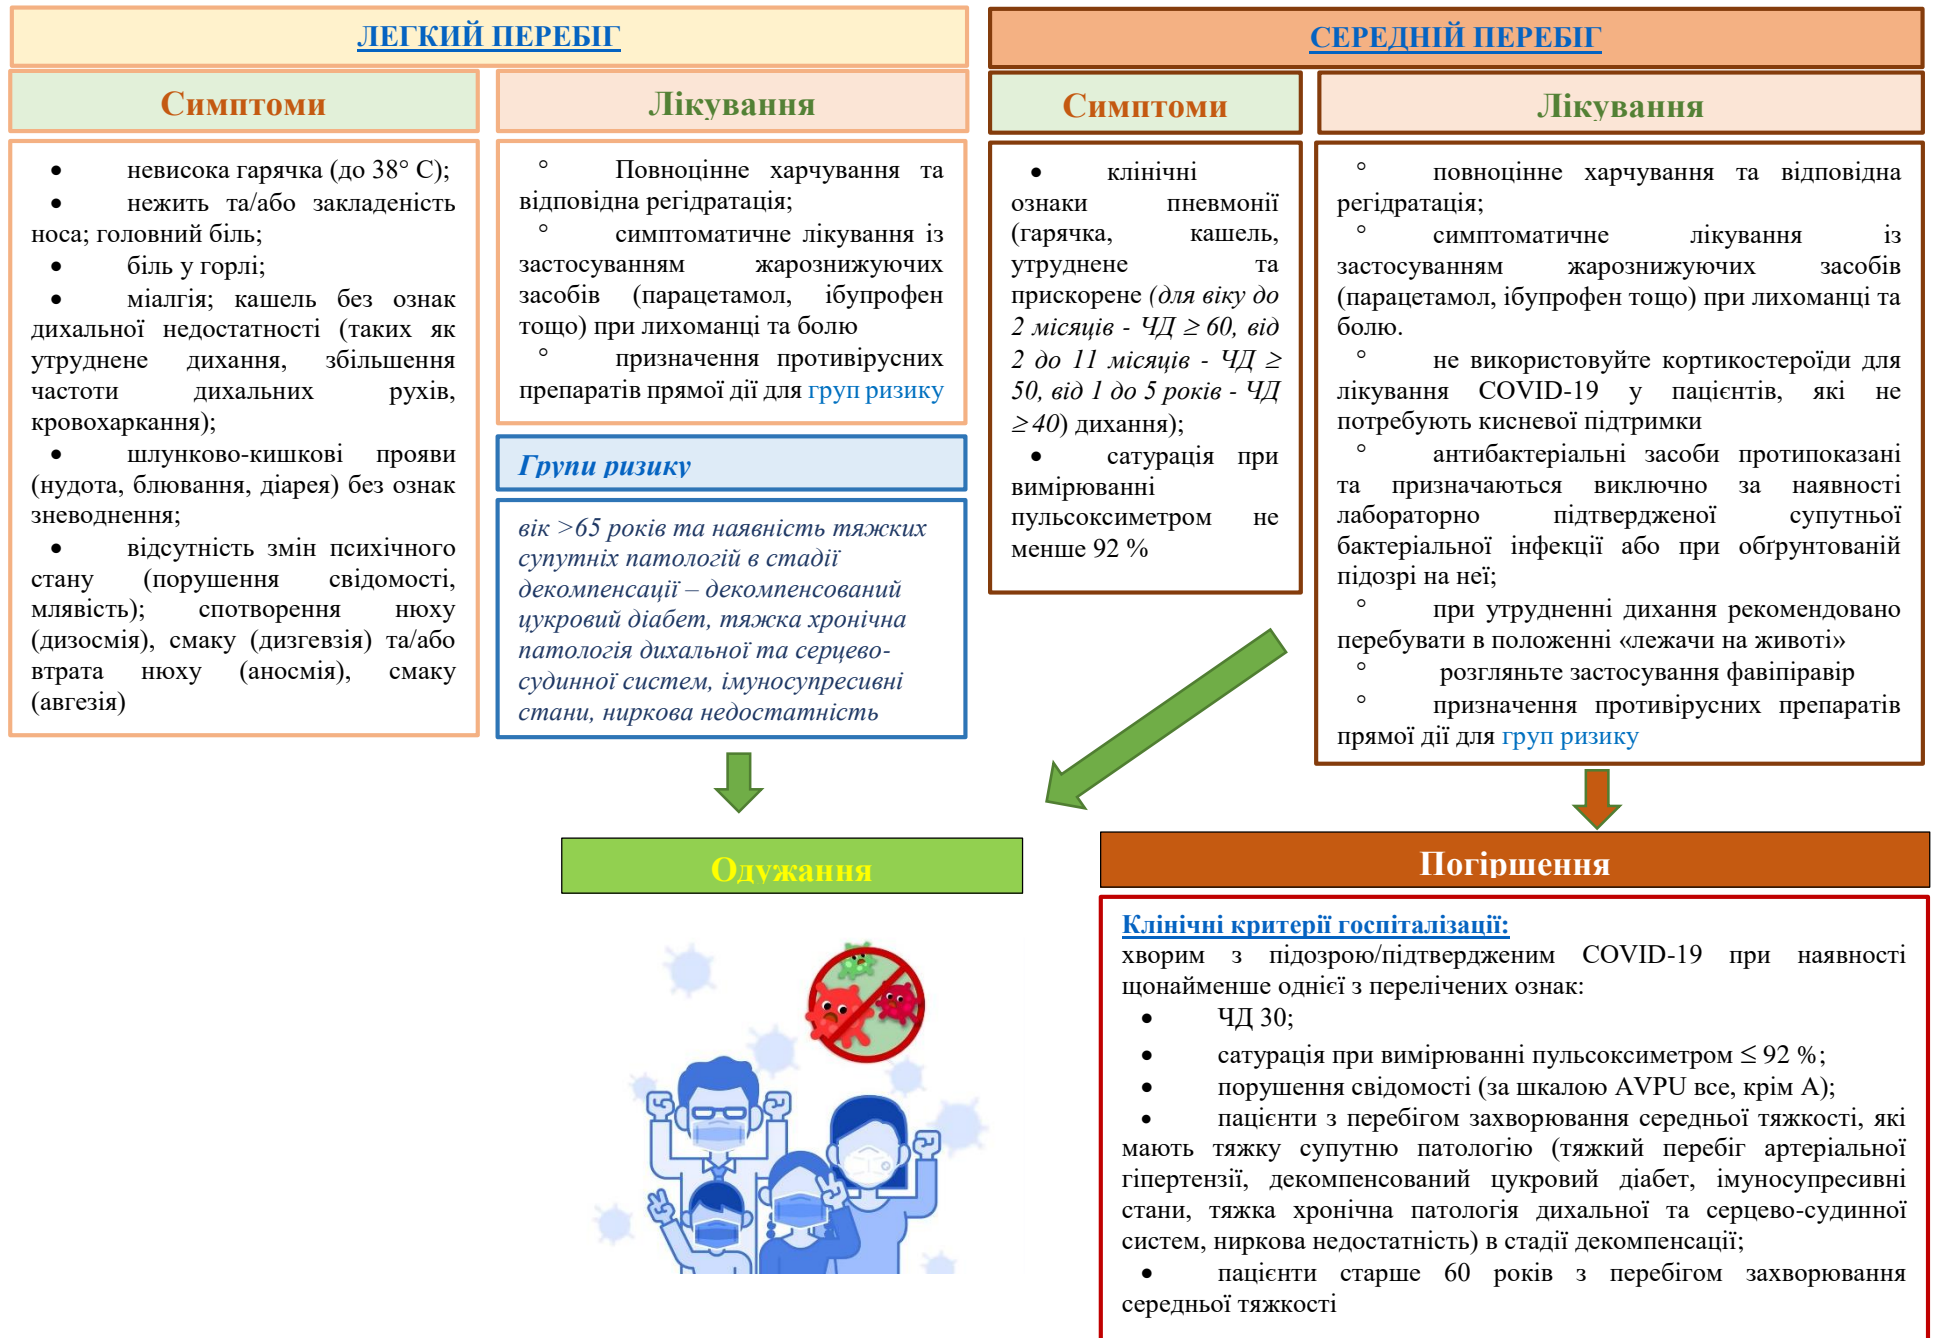 ЛЕГКИЙ ПЕРЕБІГ
Симптоми
• невисока гарячка (до 38° С);
• нежить та/або закладеність
носа; головний біль;
• біль у горлі;
• міалгія; кашель без ознак
дихальної недостатності (таких як
утруднене дихання, збільшення
частоти дихальних рухів,
кровохаркання);
• шлунково-кишкові прояви
(нудота, блювання, діарея) без ознак
зневоднення;
• відсутність змін психічного
стану (порушення свідомості,
млявість); спотворення нюху
(дизосмія), смаку (дизгевзія) та/або
втрата нюху (аносмія), смаку
(авгезія)
Лікування
° Повноцінне харчування та
відповідна регідратація;
° симптоматичне лікування із
застосуванням жарознижуючих
засобів (парацетамол, ібупрофен
тощо) при лихоманці та болю
° призначення противірусних
препаратів прямої дії для груп ризику
Групи ризику
вік >65 років та наявність тяжких
супутніх патологій в стадії
декомпенсації – декомпенсований
цукровий діабет, тяжка хронічна
патологія дихальної та серцево-
судинної систем, імуносупресивні
стани, ниркова недостатність
СЕРЕДНІЙ ПЕРЕБІГ
Симптоми
• клінічні
ознаки пневмонії
(гарячка, кашель,
утруднене та
прискорене (для віку до
2 місяців - ЧД ≥ 60, від
2 до 11 місяців - ЧД ≥
50, від 1 до 5 років - ЧД
≥ 40) дихання);
• сатурація при
вимірюванні
пульсоксиметром не
менше 92 %
Лікування
° повноцінне харчування та відповідна
регідратація;
° симптоматичне лікування із
застосуванням жарознижуючих засобів
(парацетамол, ібупрофен тощо) при лихоманці та
болю.
° не використовуйте кортикостероїди для
лікування COVID-19 у пацієнтів, які не
потребують кисневої підтримки
° антибактеріальні засоби протипоказані
та призначаються виключно за наявності
лабораторно підтвердженої супутньої
бактеріальної інфекції або при обґрунтованій
підозрі на неї;
° при утрудненні дихання рекомендовано
перебувати в положенні «лежачи на животі»
° розгляньте застосування фавіпіравір
° призначення противірусних препаратів
прямої дії для груп ризику
Одужання
Погіршення
Клінічні критерії госпіталізації:
хворим з підозрою/підтвердженим COVID-19 при наявності
щонайменше однієї з перелічених ознак:
• ЧД 30;
• сатурація при вимірюванні пульсоксиметром ≤ 92 %;
• порушення свідомості (за шкалою AVPU все, крім А);
• пацієнти з перебігом захворювання середньої тяжкості, які
мають тяжку супутню патологію (тяжкий перебіг артеріальної
гіпертензії, декомпенсований цукровий діабет, імуносупресивні
стани, тяжка хронічна патологія дихальної та серцево-судинної
систем, ниркова недостатність) в стадії декомпенсації;
• пацієнти старше 60 років з перебігом захворювання
середньої тяжкості